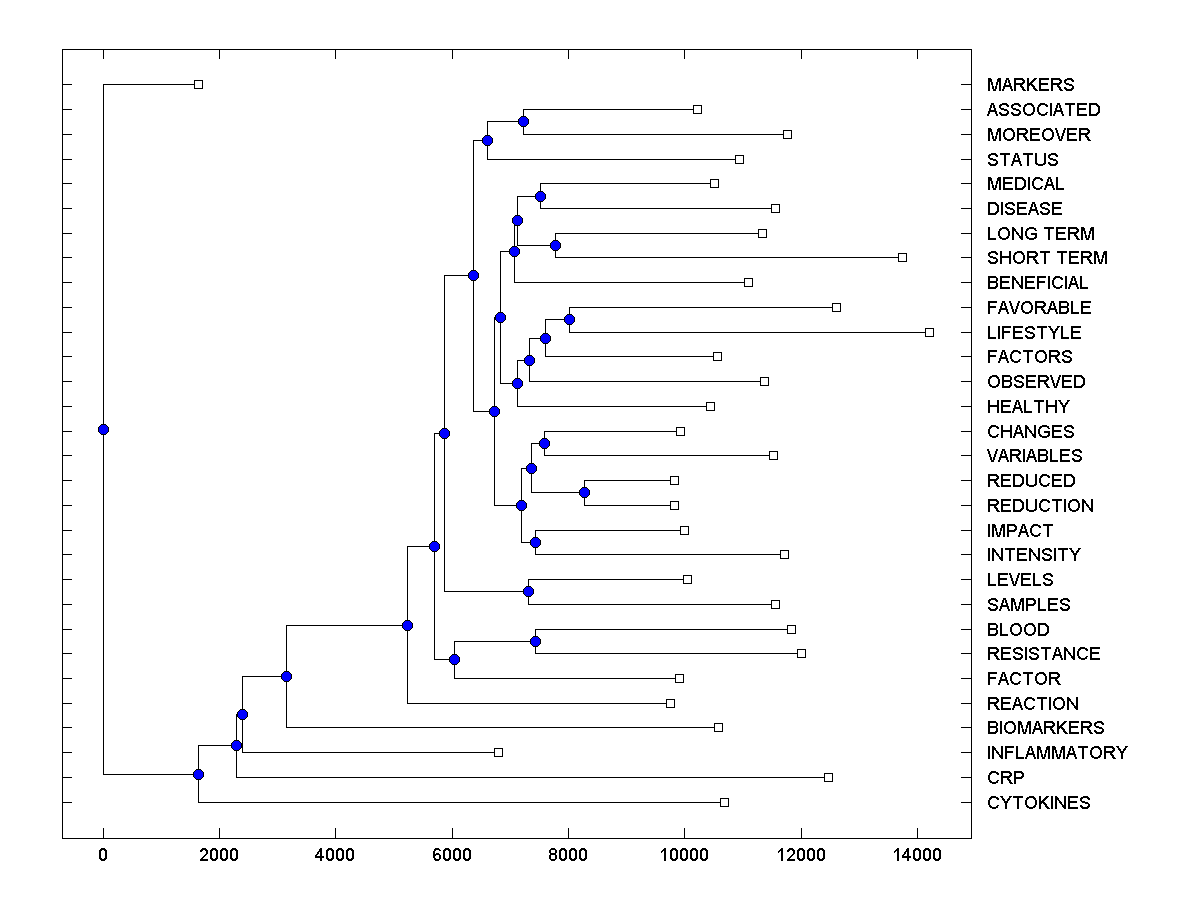 MARKERS
ASSOCIATED
MOREOVER
STATUS
MEDICAL
DISEASE
LONG TERM
SHORT TERM
BENEFICIAL
FAVORABLE
LIFESTYLE
FACTORS
OBSERVED
HEALTHY
CHANGES
VARIABLES
REDUCED
REDUCTION
IMPACT
INTENSITY
LEVELS
SAMPLES
BLOOD
RESISTANCE
FACTOR
REACTION
BIOMARKERS
INFLAMMATORY
CRP
CYTOKINES
0 2000 4000 6000 8000 10000 12000 14000